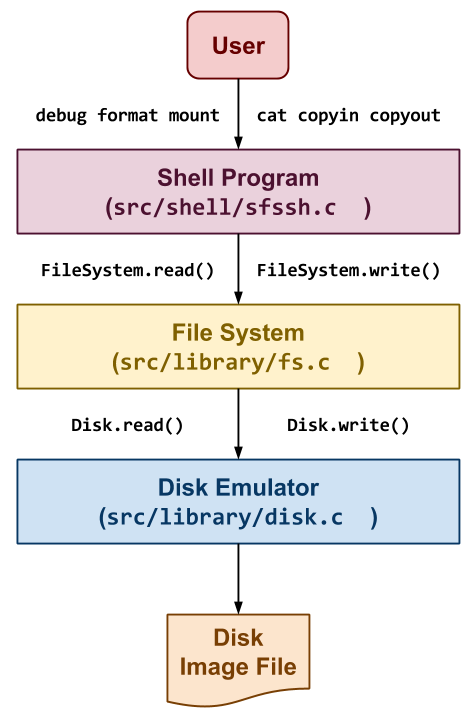 User
debug format mount cat copyin copyout
Shell Program
(src/shell/sfssh.c )
FileSystem.read() FileSystem.write()
File System
(src/library/fs.c )
Disk.read() Disk.write()
Disk Emulator
(src/library/disk.c )
Disk
Image File